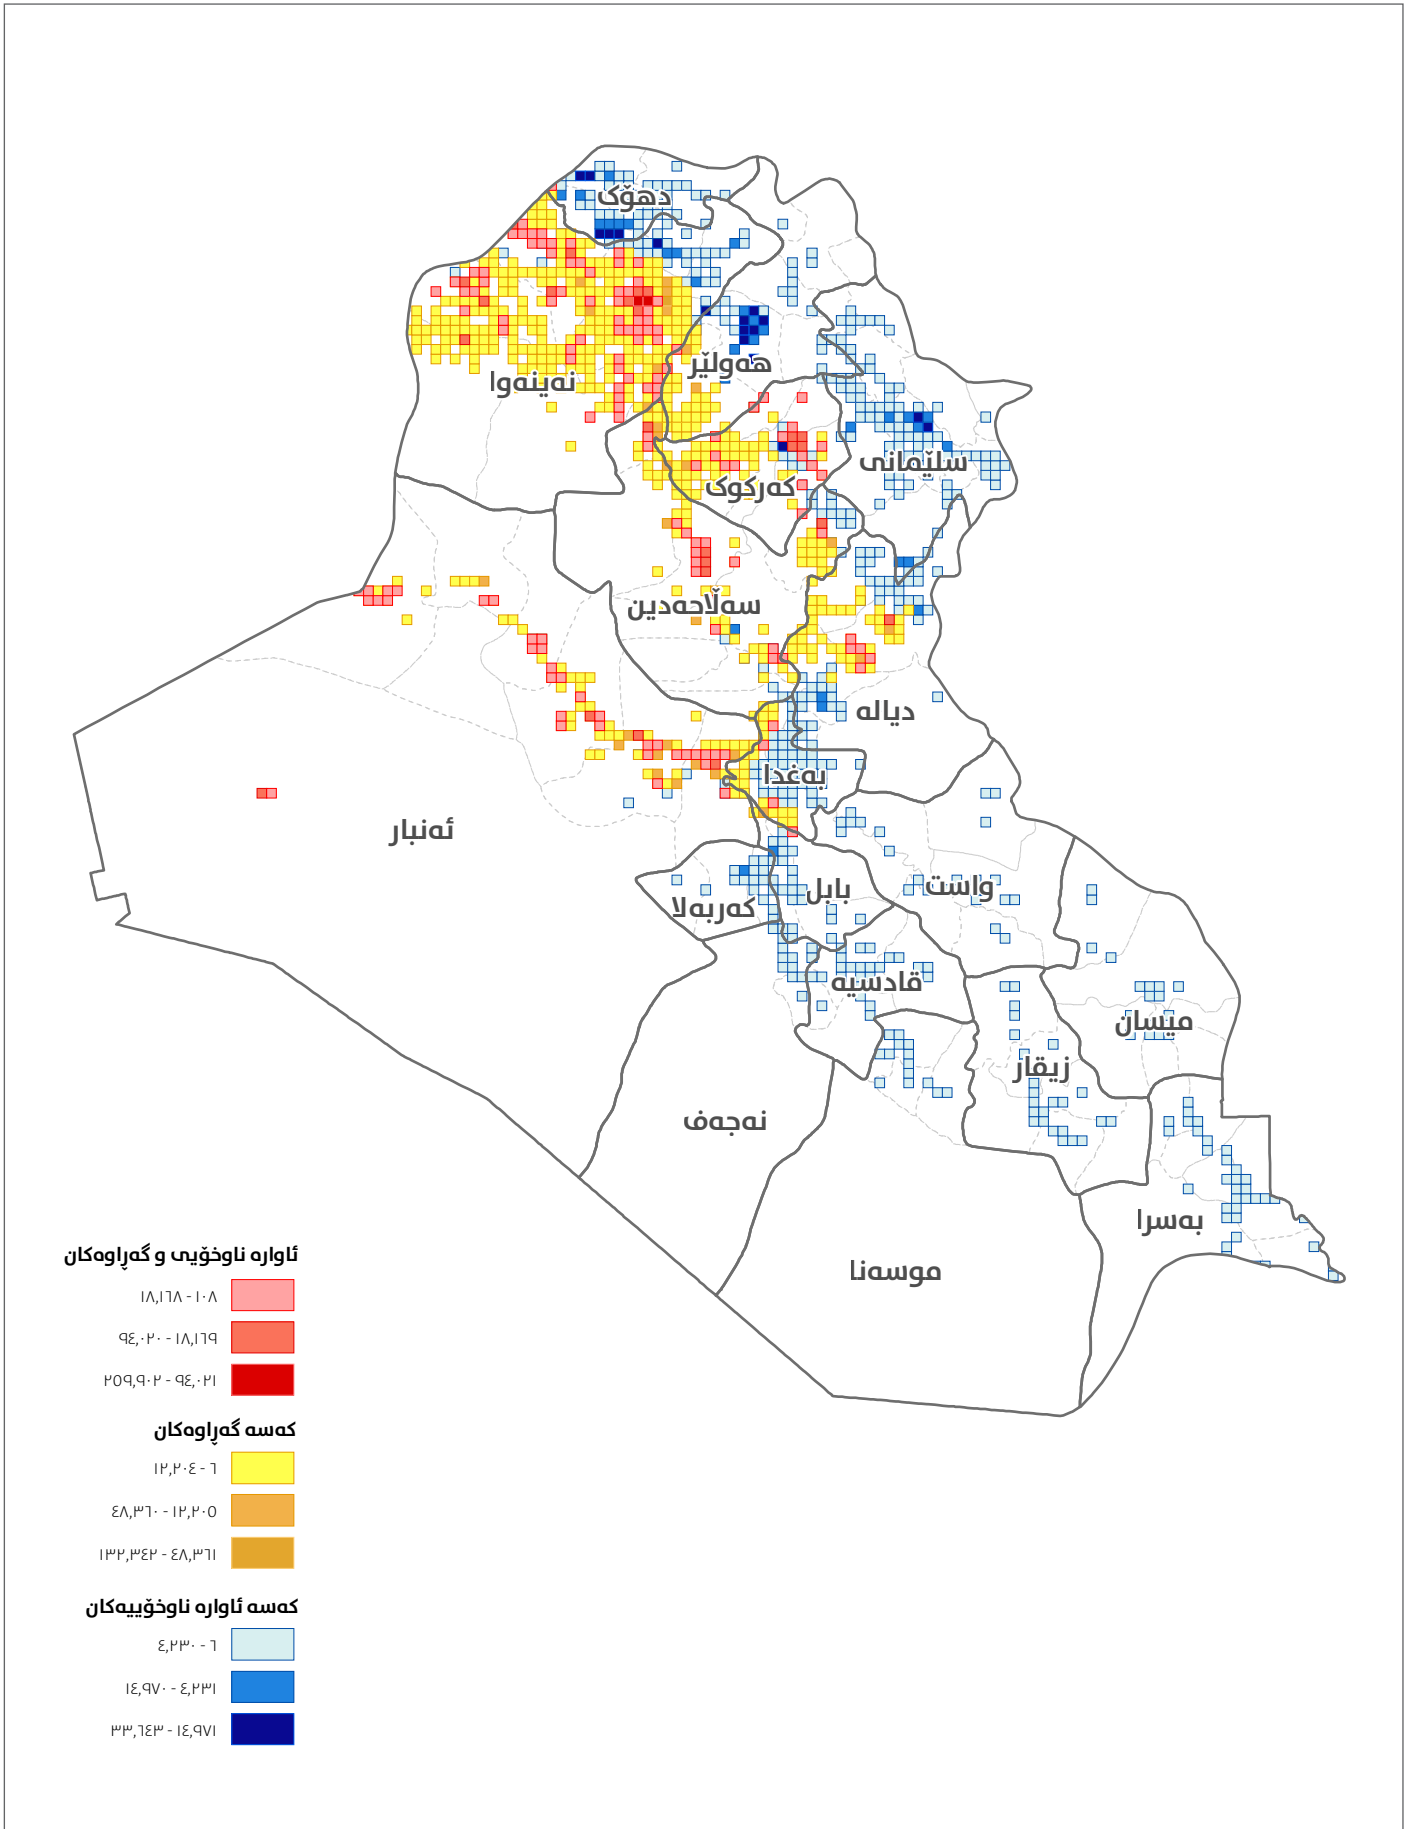 دهۆک
هەولێر
نەینەوا
سلێمانی
کەرکوک
سەڵاحەدین
دیالە
بەغدا
ئەنبار
واست
بابل
کەربەلا
قادسیە
میسان
زیقار
نەجەف
بەسرا
موسەنا
ئاوارە ناوخۆیی و گەڕاوەکان
١٠٨ - ١٨,١٦٨
١٨,١٦٩ - ٩٤,٠٢٠
٩٤,٠٢١ - ٢٥٩,٩٠٢
کەسە گەڕاوەکان
٦ - ١٢,٢٠٤
١٢,٢٠٥ - ٤٨,٣٦٠
٤٨,٣٦١ - ١٣٢,٣٤٢
کەسە ئاوارە ناوخۆییەکان
٦ - ٤,٢٣٠
٤,٢٣١ - ١٤,٩٧٠
١٤,٩٧١ - ٣٣,٦٤٣